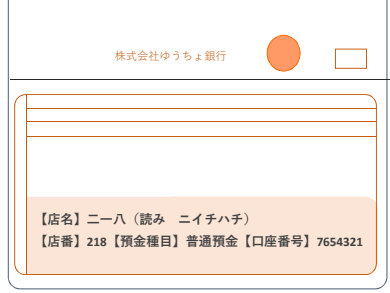 株式会社ゆうちょ銀行
【店名】二一八（読み　ニイチハチ）
【店番】218【預金種目】普通預金【口座番号】7654321